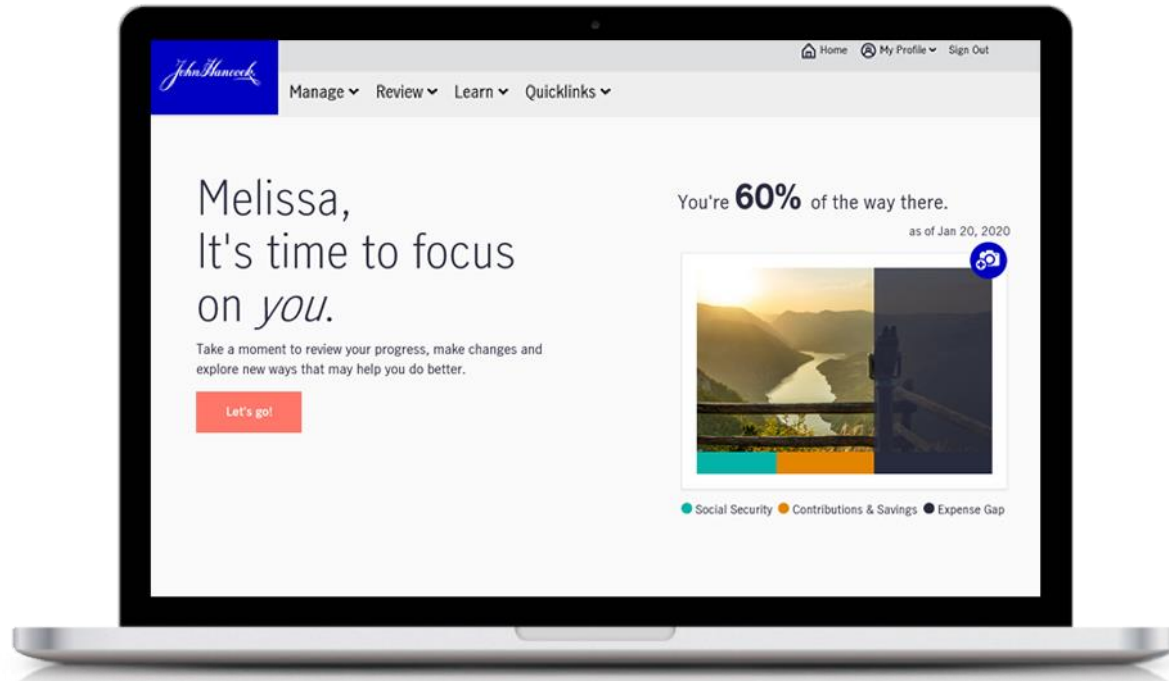 John Hancock
Home My Profile Sign Out
Manage Review Learn Quicklinks
Melissa,
It's time to focus
on you.
Take a moment to review your progress, make changes and
explore new ways that may help you do better.
Let's go!
You're 60% of the way there.
as of Jan 20, 2020
Social Security Contributions & Savings Expense Gap